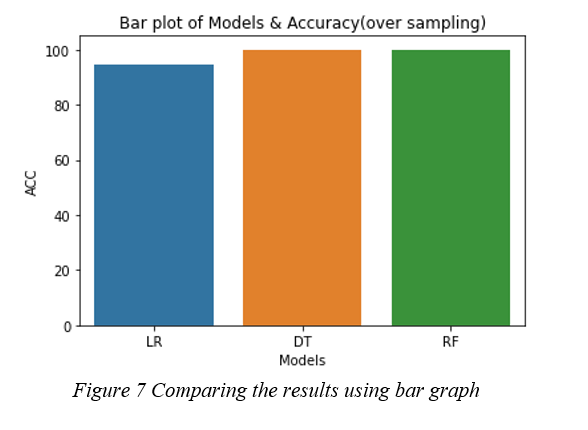 Bar plot of Models & Accuracy(over sampling)
100
80
60
40
20
0
ACC
LR DT RF
Models
Figure 7 Comparing the results using bar graph